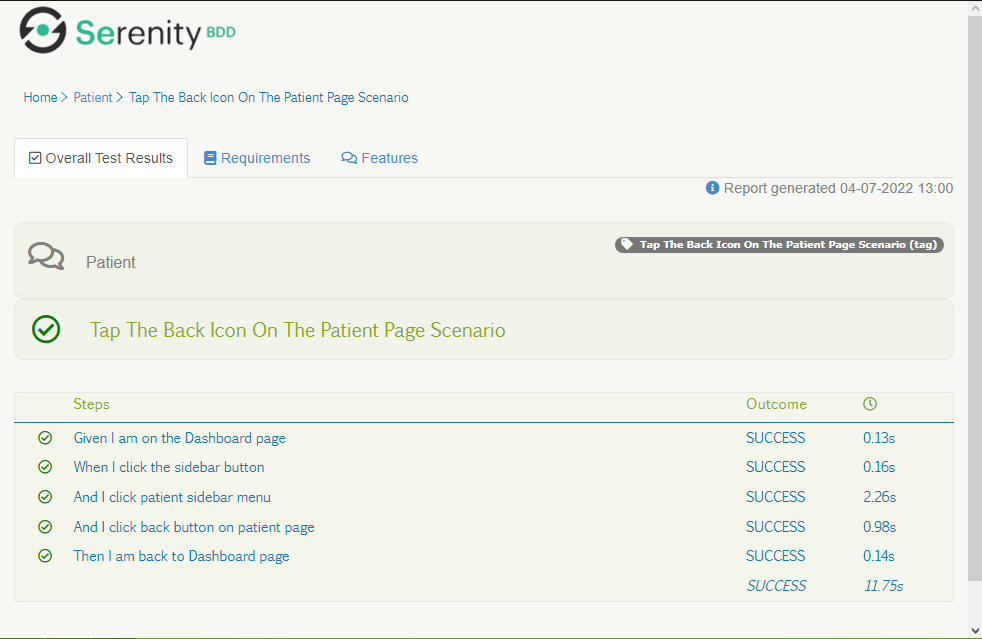 Serenity BDD
Home > Patient > Tap The Back Icon On The Patient Page Scenario
Overall Test Results Requirements Features
Report generated 04-07-2022 13:00
Tap The Back Icon On The Patient Page Scenario (tag)
Patient
Tap The Back Icon On The Patient Page Scenario
Steps Outcome
Given I am on the Dashboard page SUCCESS 0.13s
When I click the sidebar button SUCCESS 0.16s
And I click patient sidebar menu SUCCESS 2.26s
And I click back button on patient page SUCCESS 0.98s
Then I am back to Dashboard page SUCCESS 0.14s
SUCCESS 11.75s